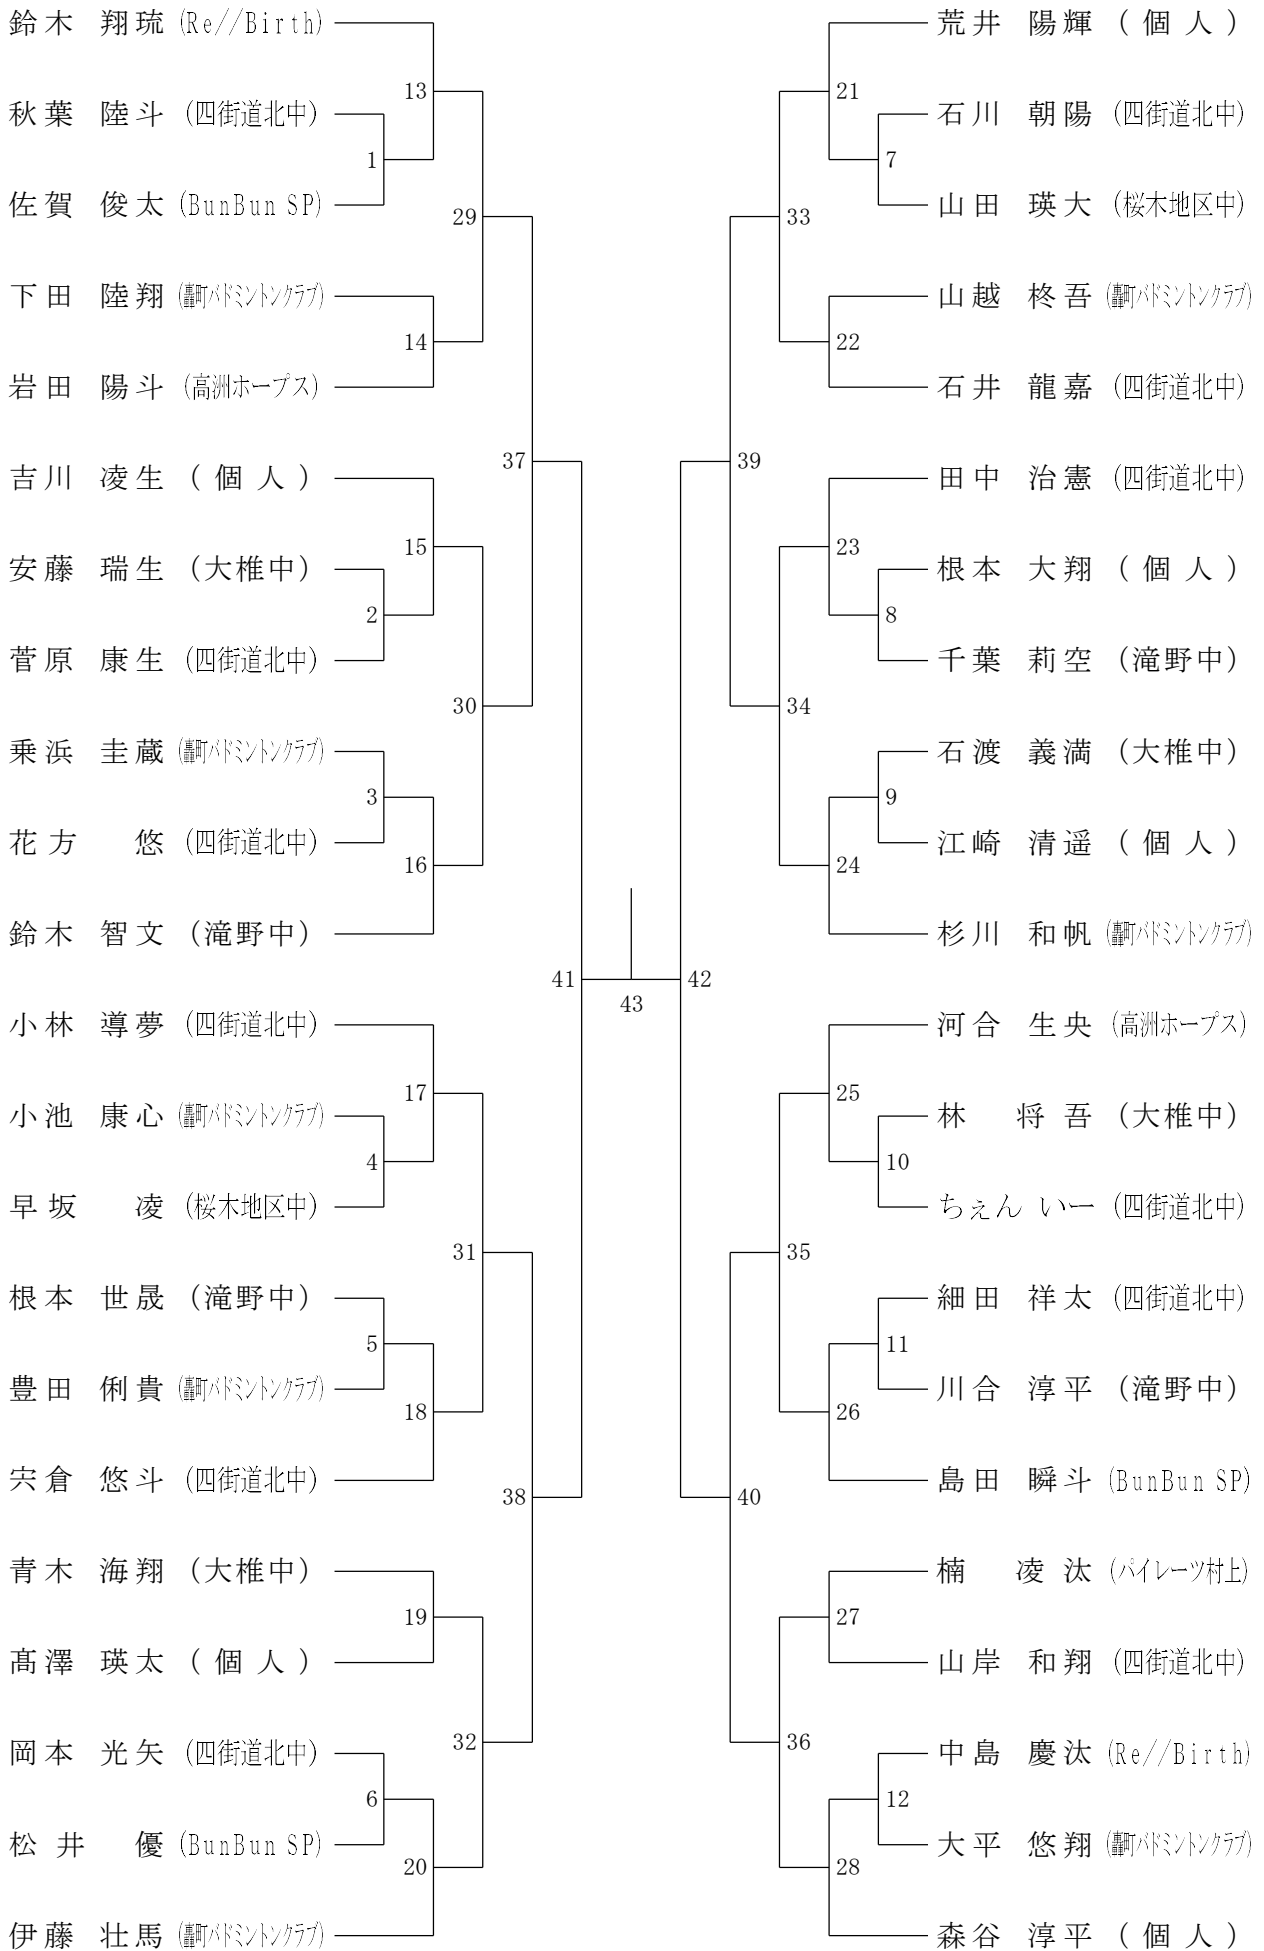 鈴木 翔琉 (Re//Birth)
13
秋葉 陸斗 (四街道北中)
1
佐賀 俊太 (BunBun SP)
29
下田 陸翔 (轟町バドミントンクラブ)
14
岩田 陽斗 (高洲ホープス)
37
吉川 凌生 (個人)
15
安藤 瑞生 (大椎中)
2
菅原 康生 (四街道北中)
30
乗浜 圭蔵 (轟町バドミントンクラブ)
3
花方 悠 (四街道北中)
16
鈴木 智文 (滝野中)
41
小林 導夢 (四街道北中)
17
小池 康心 (轟町バドミントンクラブ)
4
早坂 凌 (桜木地区中)
31
根本 世晟 (滝野中)
5
豊田 俐貴 (轟町バドミントンクラブ)
18
宍倉 悠斗 (四街道北中)
38
青木 海翔 (大椎中)
19
髙澤 瑛太 (個人)
32
岡本 光矢 (四街道北中)
6
松井 優 (BunBun SP)
20
伊藤 壮馬 (轟町バドミントンクラブ)
43
荒井 陽輝 (個人)
21
石川 朝陽 (四街道北中)
7
山田 瑛大 (桜木地区中)
33
山越 柊吾 (轟町バドミントンクラブ)
22
石井 龍嘉 (四街道北中)
39
田中 治憲 (四街道北中)
23
根本 大翔 (個人)
8
千葉 莉空 (滝野中)
34
石渡 義満 (大椎中)
9
江崎 清遥 (個人)
24
杉川 和帆 (轟町バドミントンクラブ)
42
河合 生央 (高洲ホープス)
25
林 将吾 (大椎中)
10
ちぇん いー (四街道北中)
35
細田 祥太 (四街道北中)
11
川合 淳平 (滝野中)
26
島田 瞬斗 (BunBun SP)
40
楠 凌汰 (パイレーツ村上)
27
山岸 和翔 (四街道北中)
36
中島 慶汰 (Re//Birth)
12
大平 悠翔 (轟町バドミントンクラブ)
28
森谷 淳平 (個人)